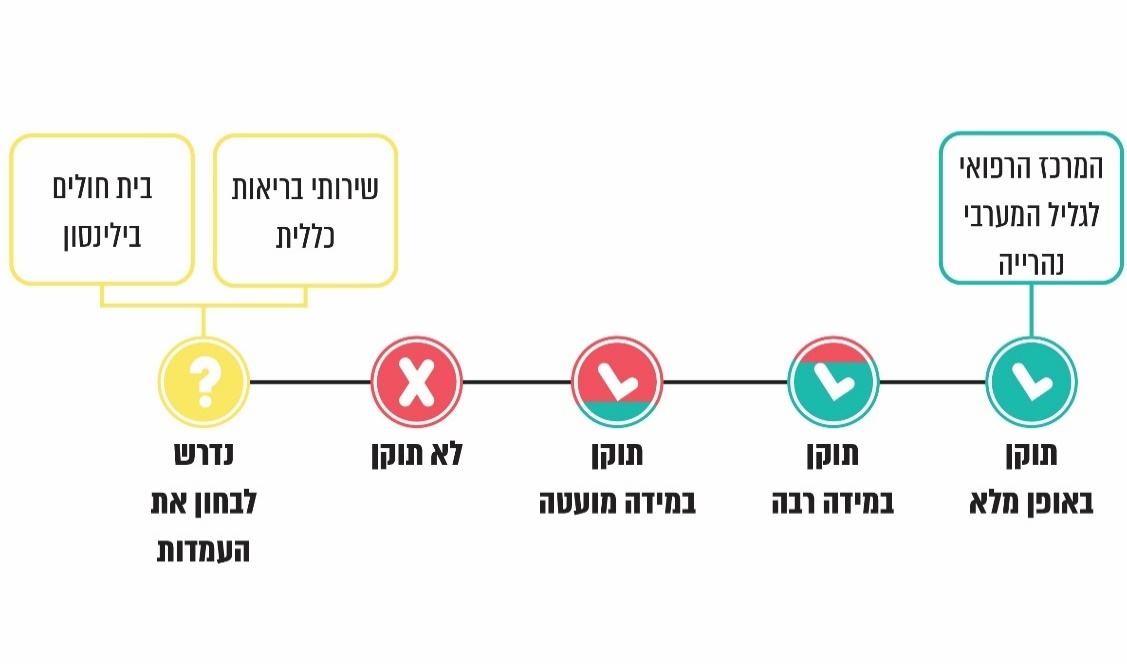 המרכז הרפואי
לגליל המערבי
נהרייה
שירותי בריאות
כללית
בית חולים
בילינסון
תוקן
באופן מלא
תוקן
במידה רבה
תוקן
במידה מועטה
לא תוקן
נדרש
לבחון את
העמדות